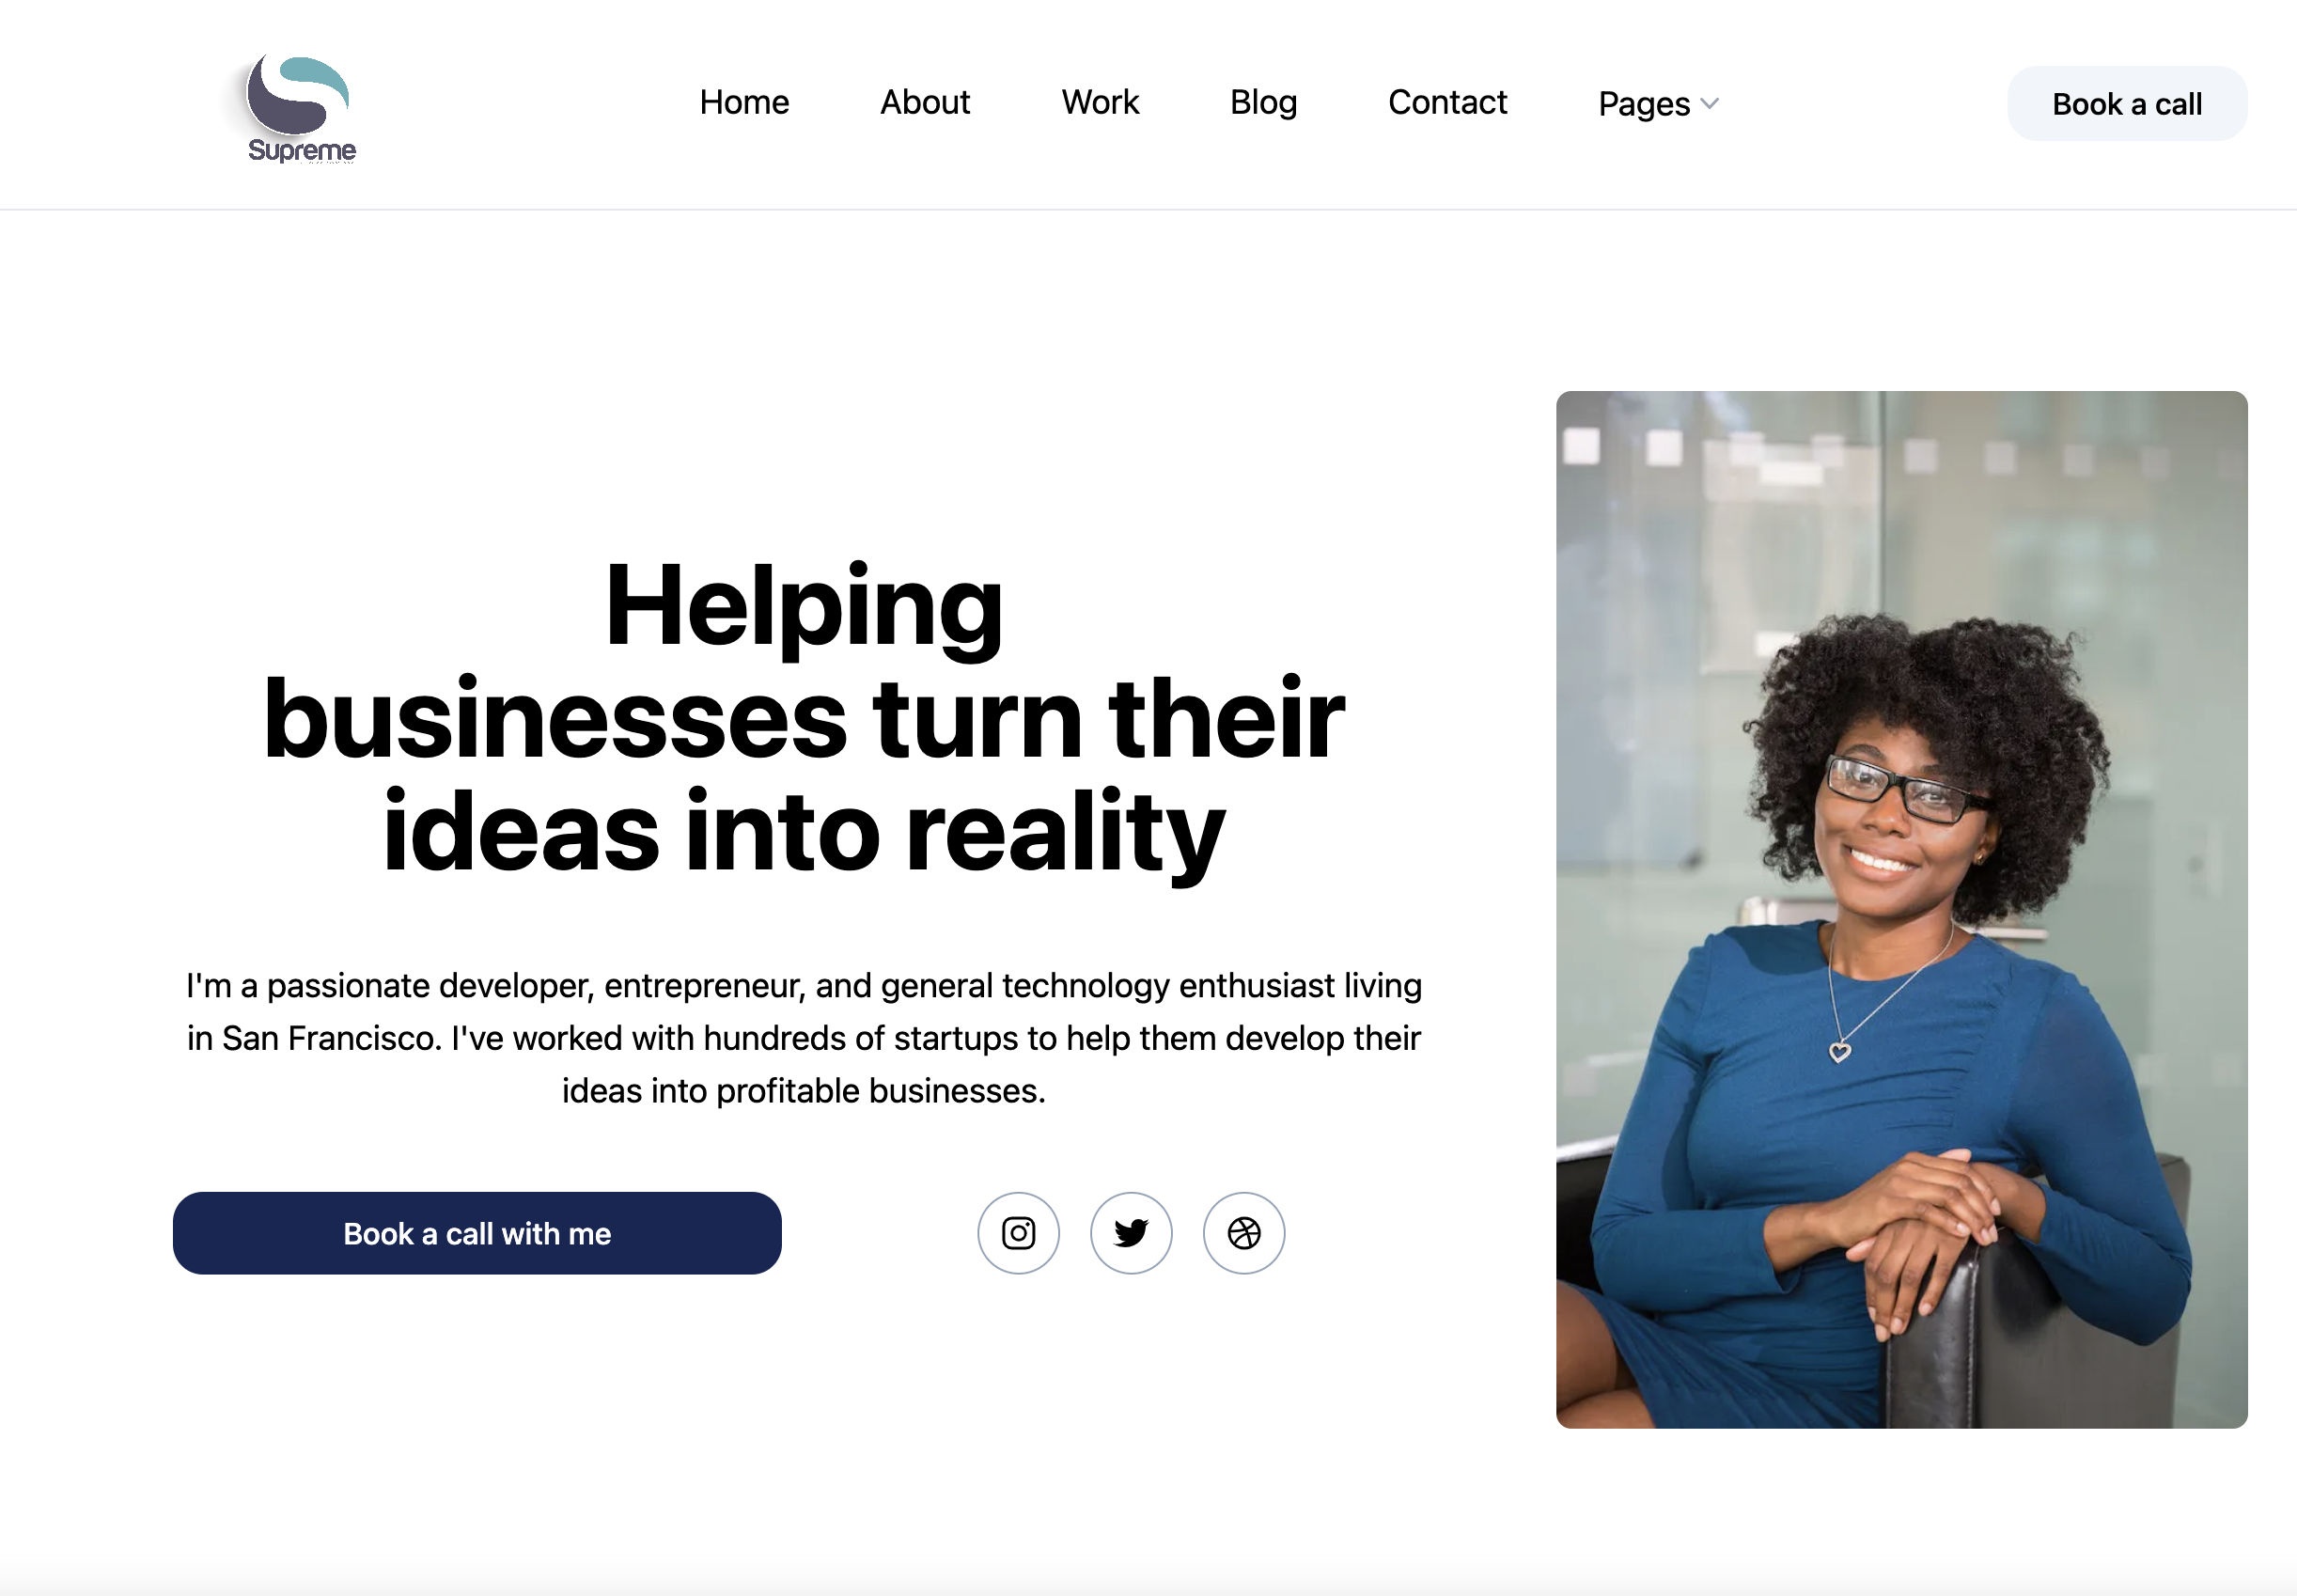 Supreme
Home
About
Work
Blog
Contact
Pages
Book a call
Helping
businesses turn their
ideas into reality
I'm a passionate developer, entrepreneur, and general technology enthusiast living
in San Francisco. I've worked with hundreds of startups to help them develop their
ideas into profitable businesses.
Book a call with me